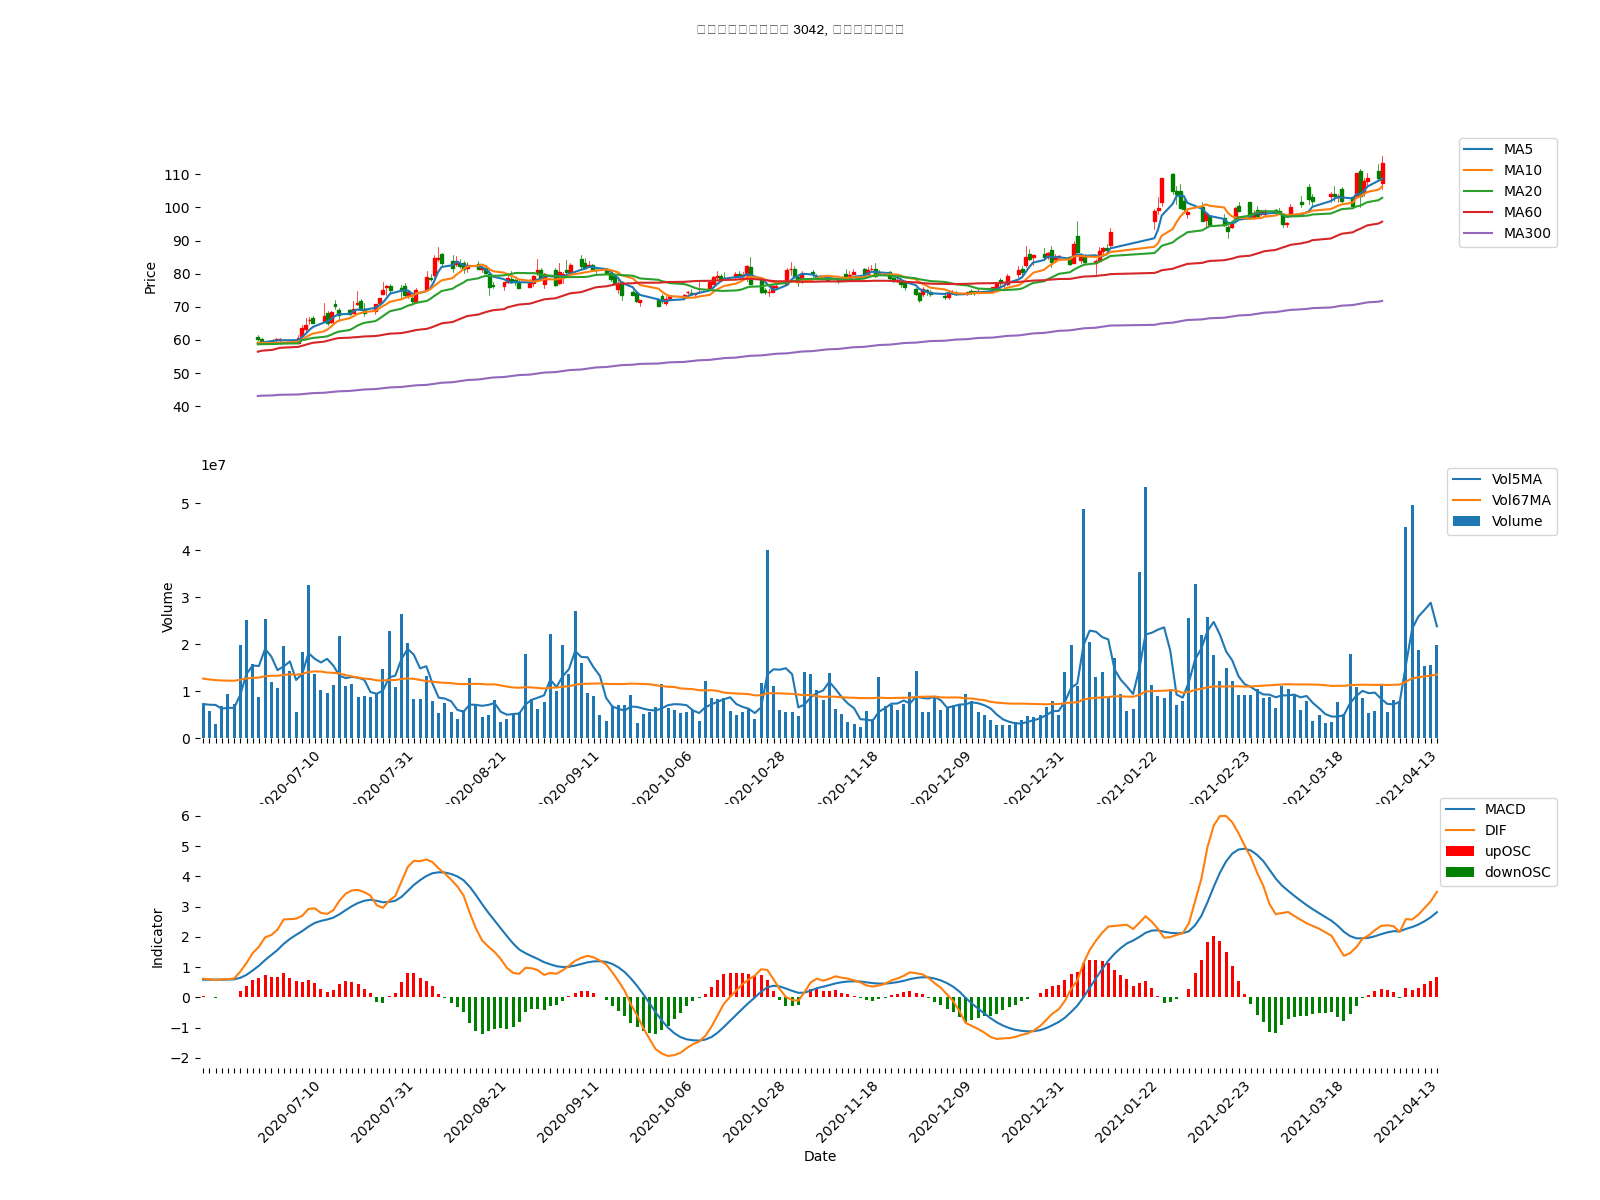 3042,
MA5
MA10
MA20
MA60
MA300
Price
110
100
90
80
70
60
50
40
1e7
Vol5MA
Vol67MA
Volume
Volume
5
4
3
2
1
0
2020-07-10
2020-07-31
2020-08-21
2020-09-11
2020-10-06
2020-10-28
2020-11-18
2020-12-09
2020-12-31
2021-01-22
2021-02-23
2021-03-18
2021-04-13
MACD
DIF
upOSC
downOSC
Indicator
6
5
4
3
2
1
0
−1
−2
2020-07-10
2020-07-31
2020-08-21
2020-09-11
2020-10-06
2020-10-28
2020-11-18
2020-12-09
2020-12-31
2021-01-22
2021-02-23
2021-03-18
2021-04-13
Date